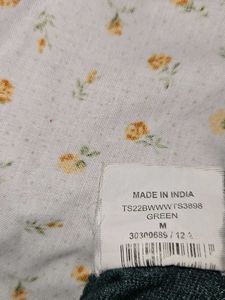 MADE IN INDIA
TS22BWWWTS3898
GREEN
M
30300689 / 12